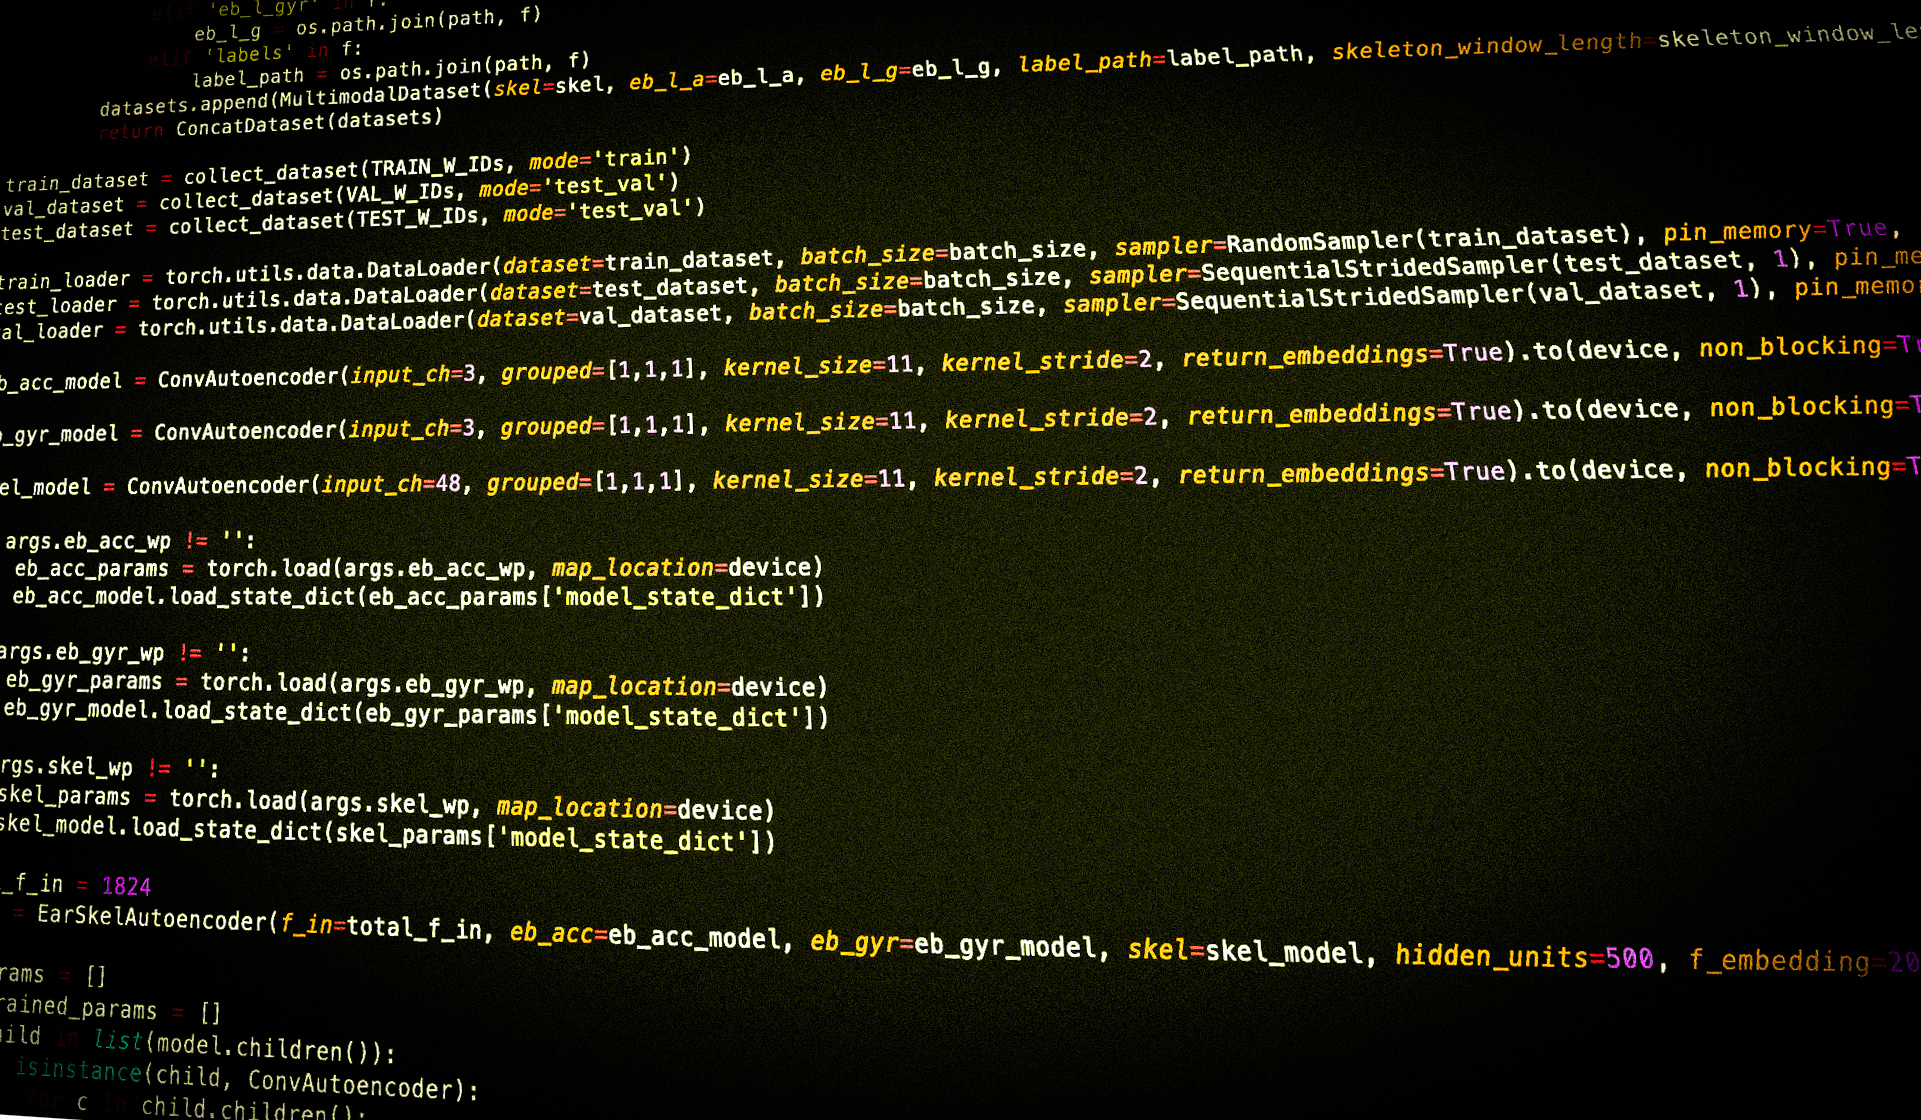 elif 'eb_l_gyr' in f:
eb_l_g = os.path.join(path, f)
elif 'labels' in f:
label_path = os.path.join(path, f)
datasets.append(MultimodalDataset(skel=skel, eb_l_a=eb_l_a, eb_l_g=eb_l_g, label_path=label_path, skeleton_window_length=skeleton_window_le
return ConcatDataset(datasets)
train_dataset = collect_dataset(TRAIN_W_IDs, mode='train')
val_dataset = collect_dataset(VAL_W_IDs, mode='test_val')
test_dataset = collect_dataset(TEST_W_IDs, mode='test_val')
train_loader = torch.utils.data.DataLoader(dataset=train_dataset, batch_size=batch_size, sampler=RandomSampler(train_dataset), pin_memory=True,
test_loader = torch.utils.data.DataLoader(dataset=test_dataset, batch_size=batch_size, sampler=SequentialStridedSampler(test_dataset, 1), pin_me
al_loader = torch.utils.data.DataLoader(dataset=val_dataset, batch_size=batch_size, sampler=SequentialStridedSampler(val_dataset, 1), pin_memor
b_acc_model = ConvAutoencoder(input_ch=3, grouped=[1,1,1], kernel_size=11, kernel_stride=2, return_embeddings=True).to(device, non_blocking=Tr
b_gyr_model = ConvAutoencoder(input_ch=3, grouped=[1,1,1], kernel_size=11, kernel_stride=2, return_embeddings=True).to(device, non_blocking=T
el_model = ConvAutoencoder(input_ch=48, grouped=[1,1,1], kernel_size=11, kernel_stride=2, return_embeddings=True).to(device, non_blocking=T
args.eb_acc_wp != '':
eb_acc_params = torch.load(args.eb_acc_wp, map_location=device)
eb_acc_model.load_state_dict(eb_acc_params['model_state_dict'])
args.eb_gyr_wp != '':
eb_gyr_params = torch.load(args.eb_gyr_wp, map_location=device)
eb_gyr_model.load_state_dict(eb_gyr_params['model_state_dict'])
rgs.skel_wp != '':
skel_params = torch.load(args.skel_wp, map_location=device)
skel_model.load_state_dict(skel_params['model_state_dict'])
_f_in = 1824
= EarSkelAutoencoder(f_in=total_f_in, eb_acc=eb_acc_model, eb_gyr=eb_gyr_model, skel=skel_model, hidden_units=500, f_embedding=20
rams = []
rained_params = []
ild in list(model.children()):
isinstance(child, ConvAutoencoder):
for c in child.children():